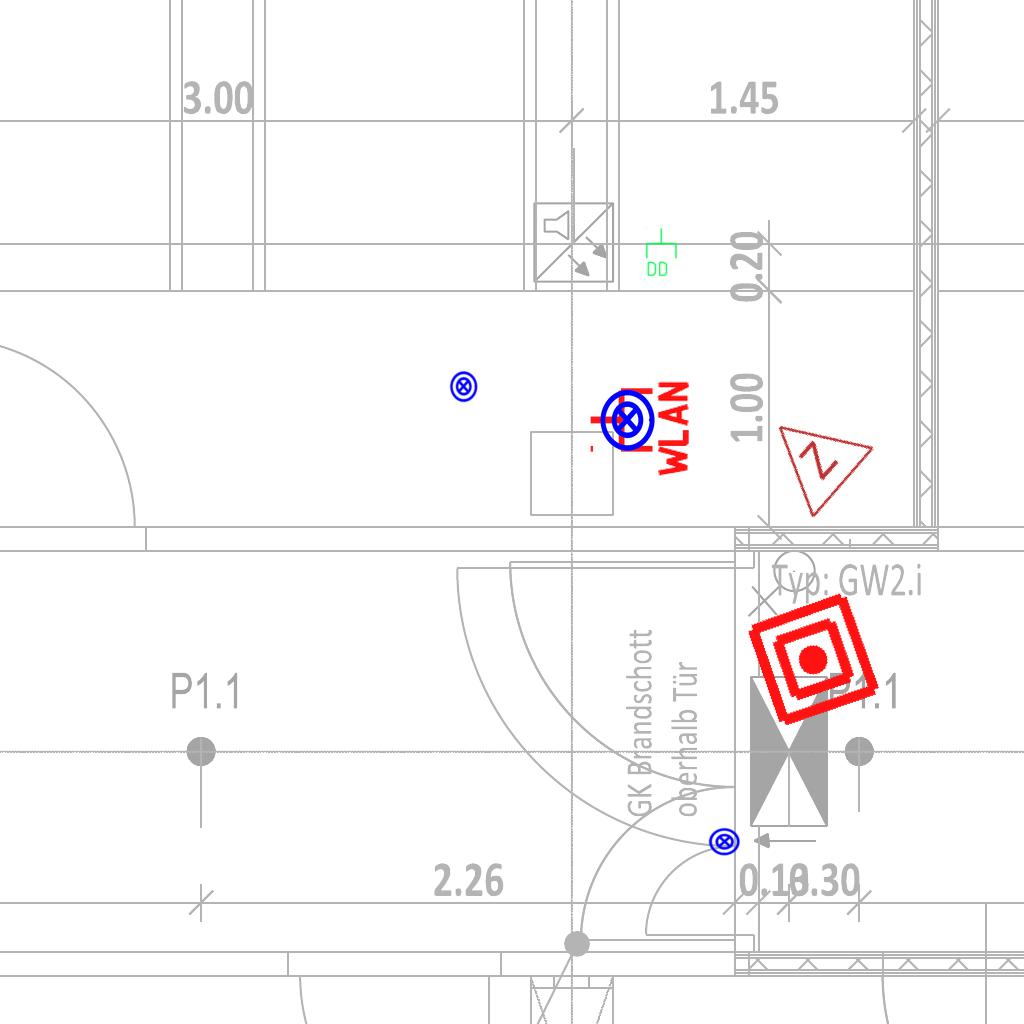 3.00
1.45
0.20
DD
1.00
WLAN
Z
Typ: GW2.i
GK Brandschott
oberhalb Tür
P1.1
P1.1
2.26
0.10
0.30